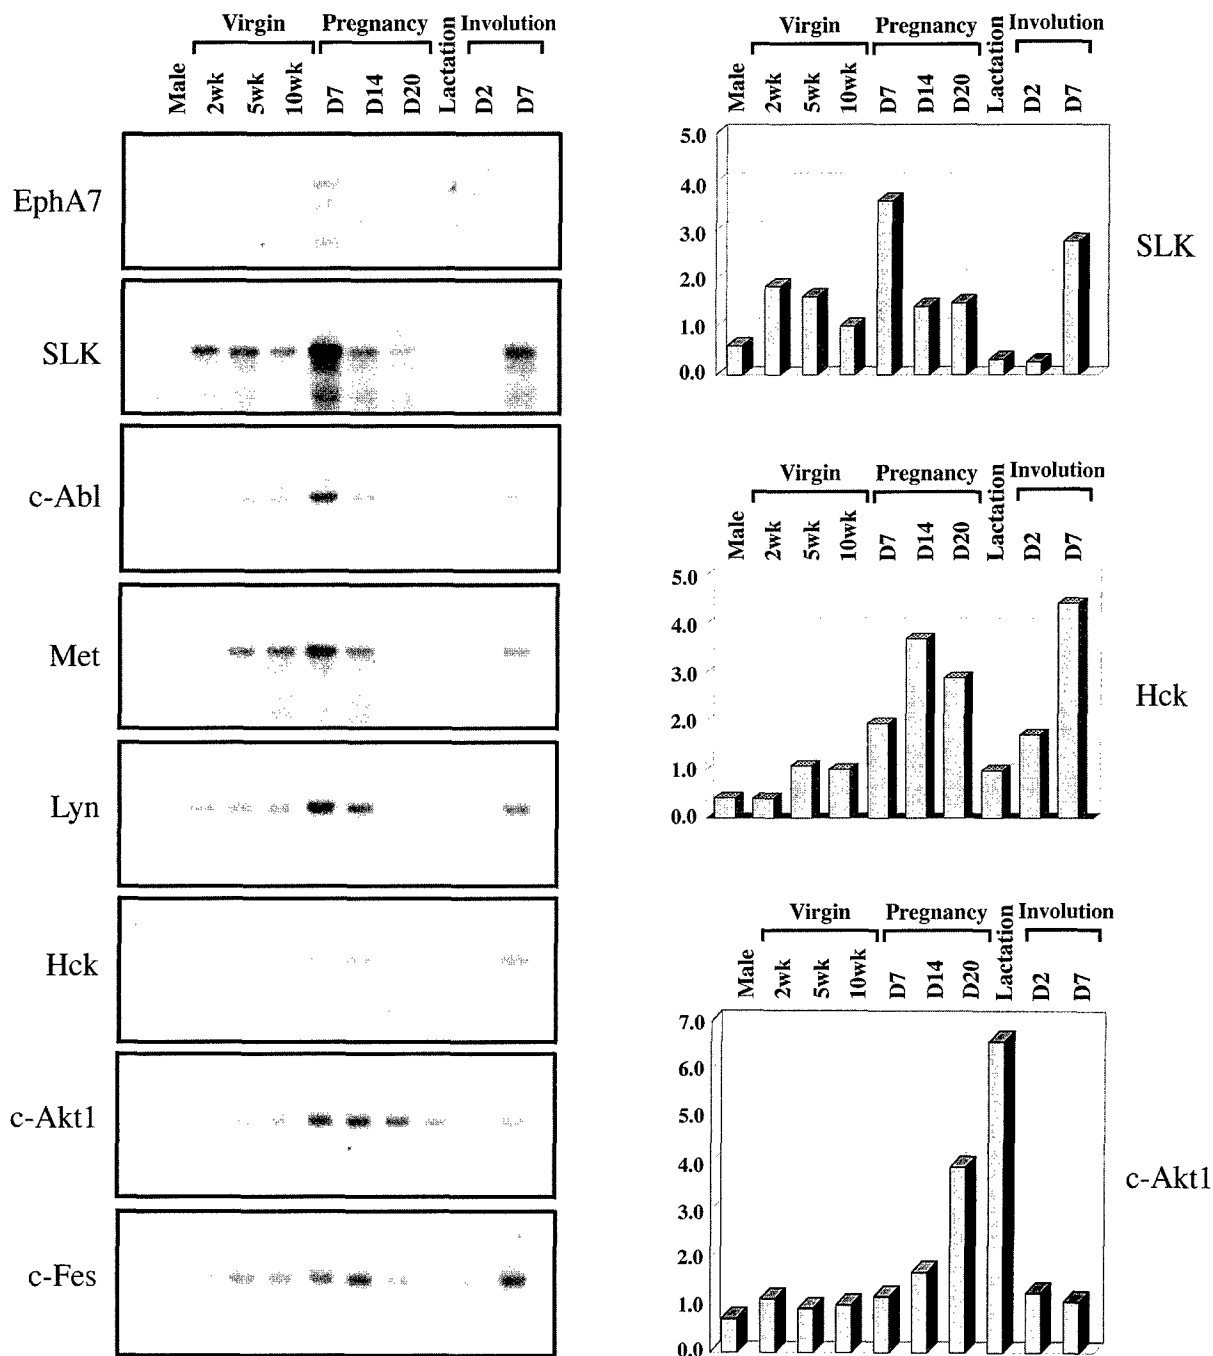 Virgin Pregnancy Involution
Male 2wk 5wk 10wk D7 D14 D20 Lactation D2 D7
EphA7
SLK
c-Abl
Met
Lyn
Hck
c-Akt1
c-Fes
Virgin Pregnancy Involution
Male 2wk 5wk 10wk D7 D14 D20 Lactation D2 D7
5.0
4.0
3.0
2.0
1.0
0.0
SLK
Virgin Pregnancy Involution
Male 2wk 5wk 10wk D7 D14 D20 Lactation D2 D7
5.0
4.0
3.0
2.0
1.0
0.0
Hck
Virgin Pregnancy Involution
Male 2wk 5wk 10wk D7 D14 D20 Lactation D2 D7
7.0
6.0
5.0
4.0
3.0
2.0
1.0
0.0
c-Akt1